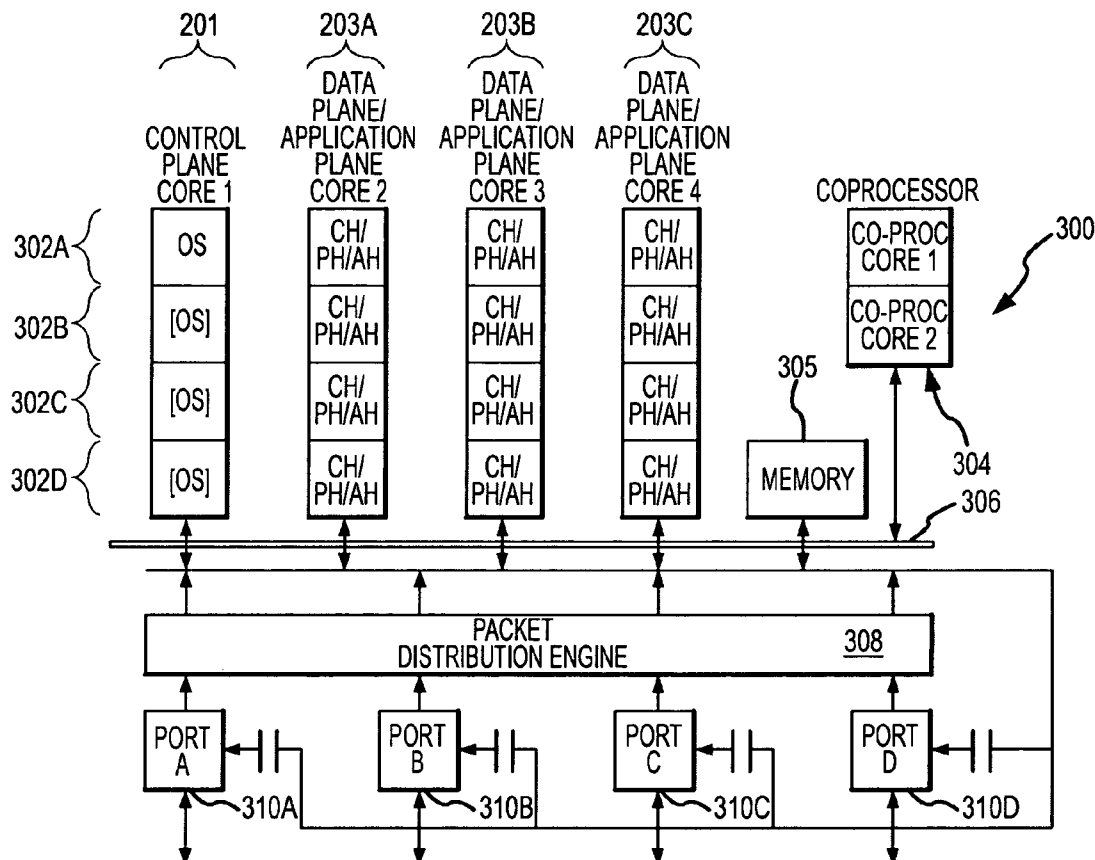 201
203A
203B
203C
CONTROL
PLANE
CORE 1
DATA
PLANE/
APPLICATION
PLANE
CORE 2
DATA
PLANE/
APPLICATION
PLANE
CORE 3
DATA
PLANE/
APPLICATION
PLANE
CORE 4
COPROCESSOR
300
302A
OS
CH/
PH/AH
CH/
PH/AH
CH/
PH/AH
CO-PROC
CORE 1
302B
[OS]
CH/
PH/AH
CH/
PH/AH
CH/
PH/AH
CO-PROC
CORE 2
302C
[OS]
CH/
PH/AH
CH/
PH/AH
CH/
PH/AH
305
304
302D
[OS]
CH/
PH/AH
CH/
PH/AH
CH/
PH/AH
MEMORY
306
PACKET
DISTRIBUTION ENGINE
308
PORT
A
PORT
B
PORT
C
PORT
D
310A
310B
310C
310D